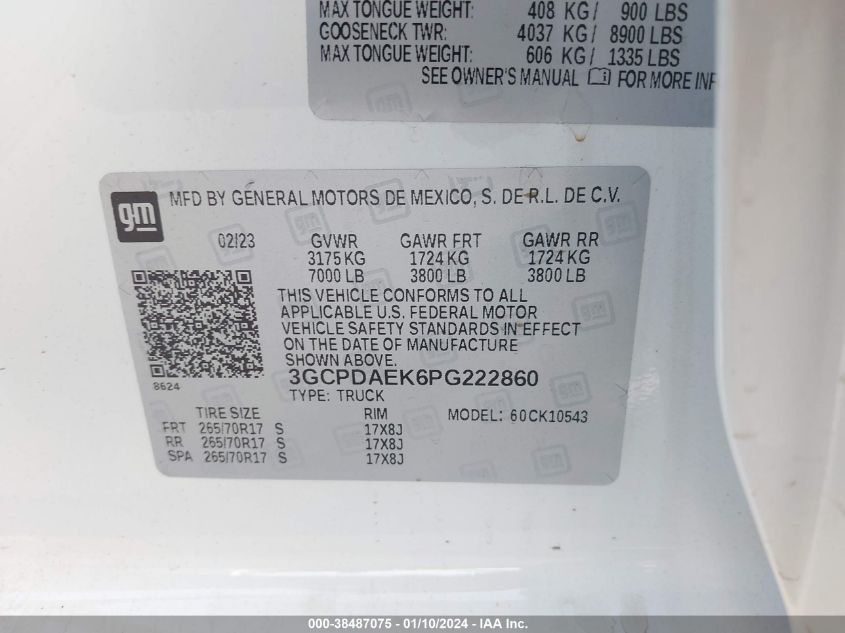 MAX TONGUE WEIGHT: 408 KG/ 900 LBS
GOOSENECK TWR: 4037 KG/ 8900 LBS
MAX TONGUE WEIGHT: 606 KG/ 1335 LBS
SEE OWNER'S MANUAL FOR MORE INF
gm
MFD BY GENERAL MOTORS DE MEXICO, S. DE R.L. DE C.V.
02/23 GVWR GAWR FRT GAWR RR
3175 KG 1724 KG 1724 KG
7000 LB 3800 LB 3800 LB
THIS VEHICLE CONFORMS TO ALL
APPLICABLE U.S. FEDERAL MOTOR
VEHICLE SAFETY STANDARDS IN EFFECT
ON THE DATE OF MANUFACTURE
SHOWN ABOVE.
8624
3GCPDAEK6PG222860
TYPE: TRUCK
TIRE SIZE RIM MODEL: 60CK10543
FRT 265/70R17 S 17X8J
RR 265/70R17 S 17X8J
SPA 265/70R17 S 17X8J
000-38487075 - 01/10/2024 - IAA Inc.